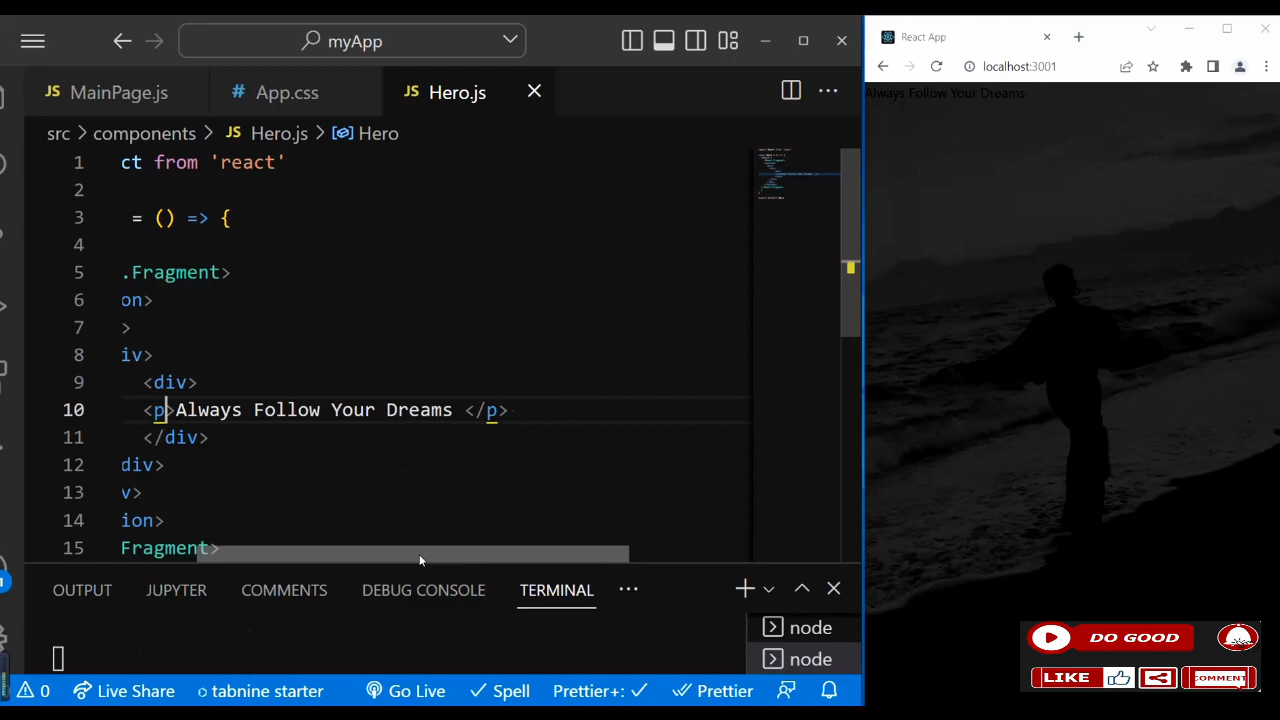 myApp
MainPage.js
# App.css
JS Hero.js
src > components > JS Hero.js > Hero
1 ct from 'react'
2
3 = () => {
4
5 .Fragment>
6 on>
7 >
8 iv>
9 <div>
10 <p>Always Follow Your Dreams </p>
11 </div>
12 div>
13 v>
14 ion>
15 Fragment>
OUTPUT JUPYTER COMMENTS DEBUG CONSOLE TERMINAL
node
node
0 Live Share tabnine starter Go Live Spell Prettier+: Prettier
React App
localhost:3001
Always Follow Your Dreams
DO GOOD
LIKE COMMENT